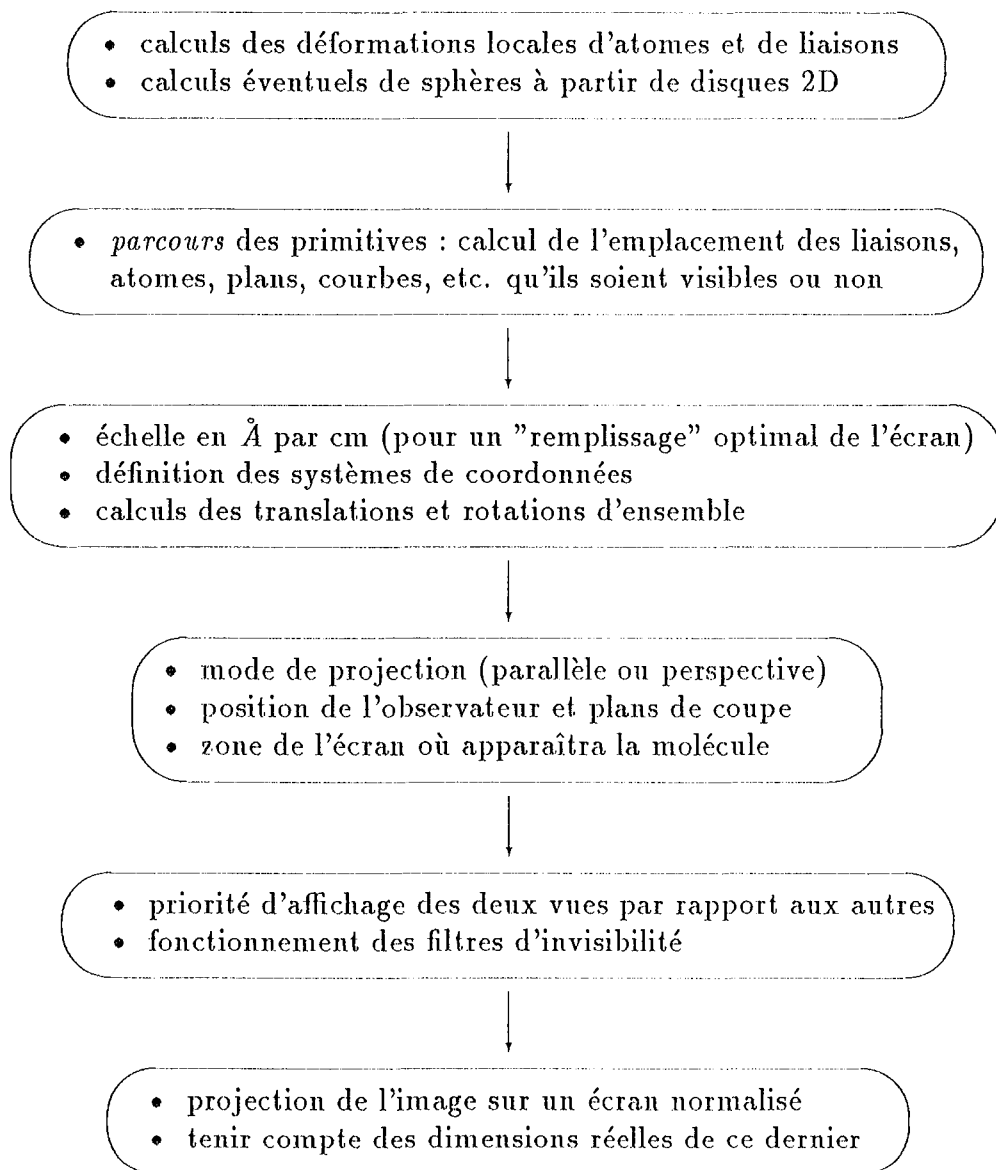 • calculs des déformations locales d'atomes et de liaisons
• calculs éventuels de sphères à partir de disques 2D
• parcours des primitives : calcul de l'emplacement des liaisons,
atomes, plans, courbes, etc. qu'ils soient visibles ou non
• échelle en Å par cm (pour un "remplissage" optimal de l'écran)
• définition des systèmes de coordonnées
• calculs des translations et rotations d'ensemble
• mode de projection (parallèle ou perspective)
• position de l'observateur et plans de coupe
• zone de l'écran où apparaîtra la molécule
• priorité d'affichage des deux vues par rapport aux autres
• fonctionnement des filtres d'invisibilité
• projection de l'image sur un écran normalisé
• tenir compte des dimensions réelles de ce dernier